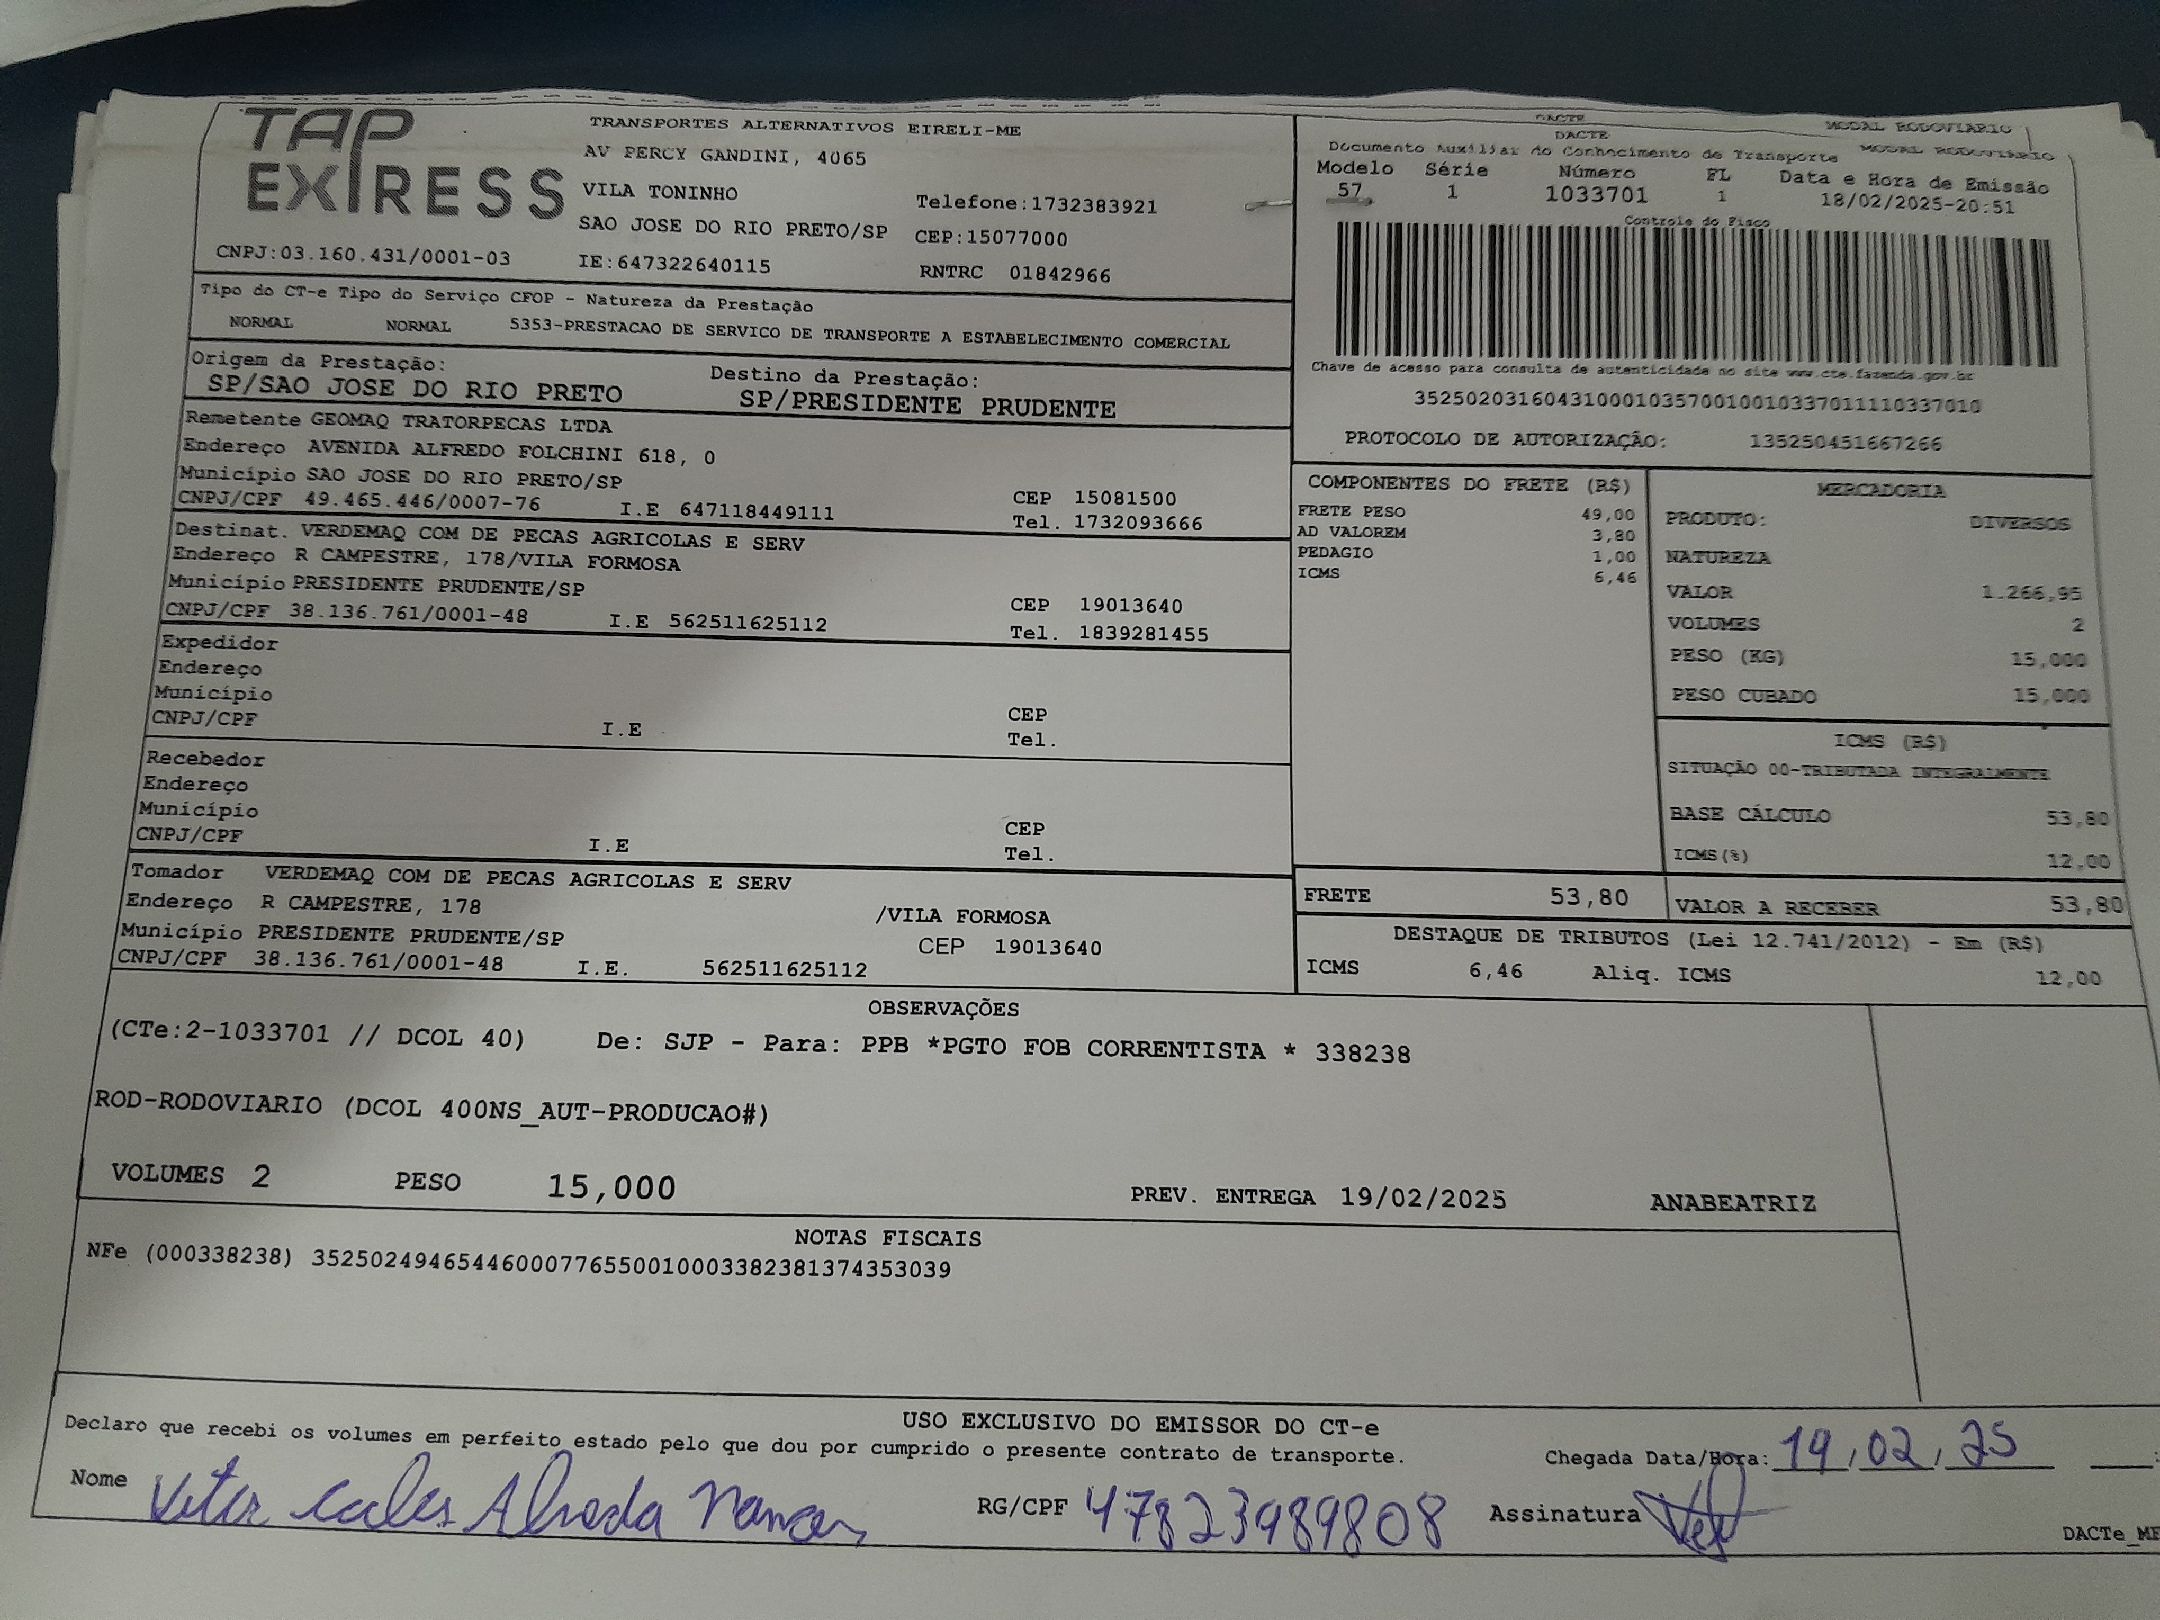 TAP EXPRESS
TRANSPORTES ALTERNATIVOS EIRELI-ME
AV PERCY GANDINI, 4065
VILA TONINHO
Telefone:1732383921
SAO JOSE DO RIO PRETO/SP
CEP:15077000
CNPJ:03.160.431/0001-03
IE:647322640115
RNTRC 01842966
DACTE
MODAL RODOVIARIO
DACTE
MODAL RODOVIARIO
Documento Auxiliar do Conhecimento de Transporte
Modelo Série Número FL Data e Hora de Emissão
57 1 1033701 1 18/02/2025-20:51
Controle do Fisco
Chave de acesso para consulta de autenticidade no site www.cte.fazenda.gov.br
35250203160431000103570010010337011110337010
PROTOCOLO DE AUTORIZAÇÃO: 135250451667266
Tipo do CT-e Tipo do Serviço CFOP - Natureza da Prestação
NORMAL NORMAL 5353-PRESTACAO DE SERVICO DE TRANSPORTE A ESTABELECIMENTO COMERCIAL
Origem da Prestação: Destino da Prestação:
SP/SAO JOSE DO RIO PRETO SP/PRESIDENTE PRUDENTE
Remetente GEOMAQ TRATORPECAS LTDA
Endereço AVENIDA ALFREDO FOLCHINI 618, 0
Município SAO JOSE DO RIO PRETO/SP
CEP 15081500
CNPJ/CPF 49.465.446/0007-76 I.E 647118449111 Tel. 1732093666
Destinat. VERDEMAQ COM DE PECAS AGRICOLAS E SERV
Endereço R CAMPESTRE, 178/VILA FORMOSA
Município PRESIDENTE PRUDENTE/SP
CEP 19013640
CNPJ/CPF 38.136.761/0001-48 I.E 562511625112 Tel. 1839281455
Expedidor
Endereço
Município
CEP
CNPJ/CPF I.E Tel.
Recebedor
Endereço
Município
CEP
CNPJ/CPF I.E Tel.
Tomador VERDEMAQ COM DE PECAS AGRICOLAS E SERV
Endereço R CAMPESTRE, 178 /VILA FORMOSA
Município PRESIDENTE PRUDENTE/SP CEP 19013640
CNPJ/CPF 38.136.761/0001-48 I.E. 562511625112
COMPONENTES DO FRETE (R$)
FRETE PESO 49,00
AD VALOREM 3,80
PEDAGIO 1,00
ICMS 6,46
MERCADORIA
PRODUTO: DIVERSOS
NATUREZA
VALOR 1.266,95
VOLUMES 2
PESO (KG) 15,000
PESO CUBADO 15,000
ICMS (R$)
SITUAÇÃO 00-TRIBUTADA INTEGRALMENTE
BASE CÁLCULO 53,80
ICMS(%) 12,00
FRETE 53,80 VALOR A RECEBER 53,80
DESTAQUE DE TRIBUTOS (Lei 12.741/2012) - Em (R$)
ICMS 6,46 Aliq. ICMS 12,00
OBSERVAÇÕES
(CTe:2-1033701 // DCOL 40) De: SJP - Para: PPB *PGTO FOB CORRENTISTA * 338238
ROD-RODOVIARIO (DCOL 400NS_AUT-PRODUCAO#)
VOLUMES 2 PESO 15,000 PREV. ENTREGA 19/02/2025 ANABEATRIZ
NOTAS FISCAIS
NFe (000338238) 35250249465446000776550010003382381374353039
USO EXCLUSIVO DO EMISSOR DO CT-e
Declaro que recebi os volumes em perfeito estado pelo que dou por cumprido o presente contrato de transporte.
Chegada Data/Hora: 19/02/25
Nome Vitor RG/CPF 47823989808 Assinatura
DACTe_MF